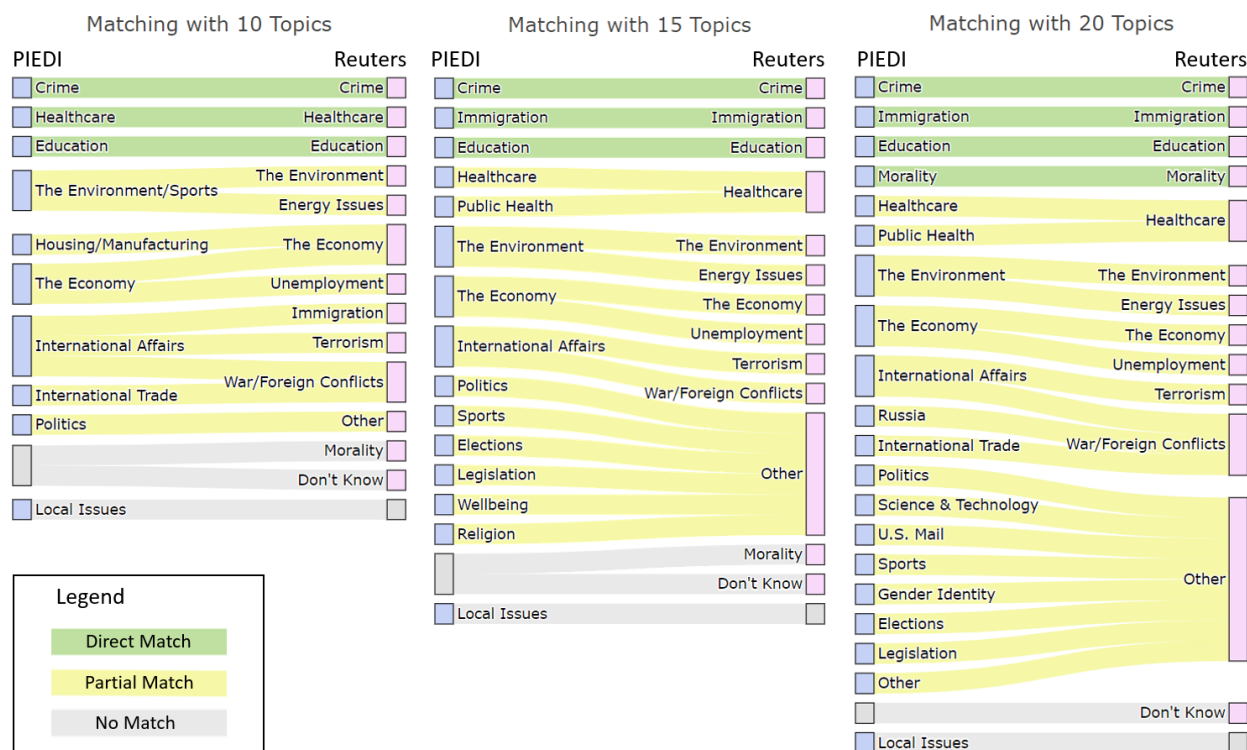 Matching with 10 Topics
PIEDI Reuters
Crime Crime
Healthcare Healthcare
Education Education
The Environment/Sports The Environment
Energy Issues
Housing/Manufacturing The Economy
The Economy Unemployment
Immigration
International Affairs Terrorism
International Trade War/Foreign Conflicts
Politics Other
Morality
Don't Know
Local Issues
Legend
Direct Match
Partial Match
No Match
Matching with 15 Topics
PIEDI Reuters
Crime Crime
Immigration Immigration
Education Education
Healthcare Healthcare
Public Health
The Environment The Environment
Energy Issues
The Economy The Economy
Unemployment
International Affairs Terrorism
Politics War/Foreign Conflicts
Sports
Elections
Legislation Other
Wellbeing
Religion
Morality
Don't Know
Local Issues
Matching with 20 Topics
PIEDI Reuters
Crime Crime
Immigration Immigration
Education Education
Morality Morality
Healthcare Healthcare
Public Health
The Environment The Environment
Energy Issues
The Economy The Economy
Unemployment
International Affairs Terrorism
Russia
International Trade War/Foreign Conflicts
Politics
Science & Technology
U.S. Mail
Sports Other
Gender Identity
Elections
Legislation
Other
Don't Know
Local Issues